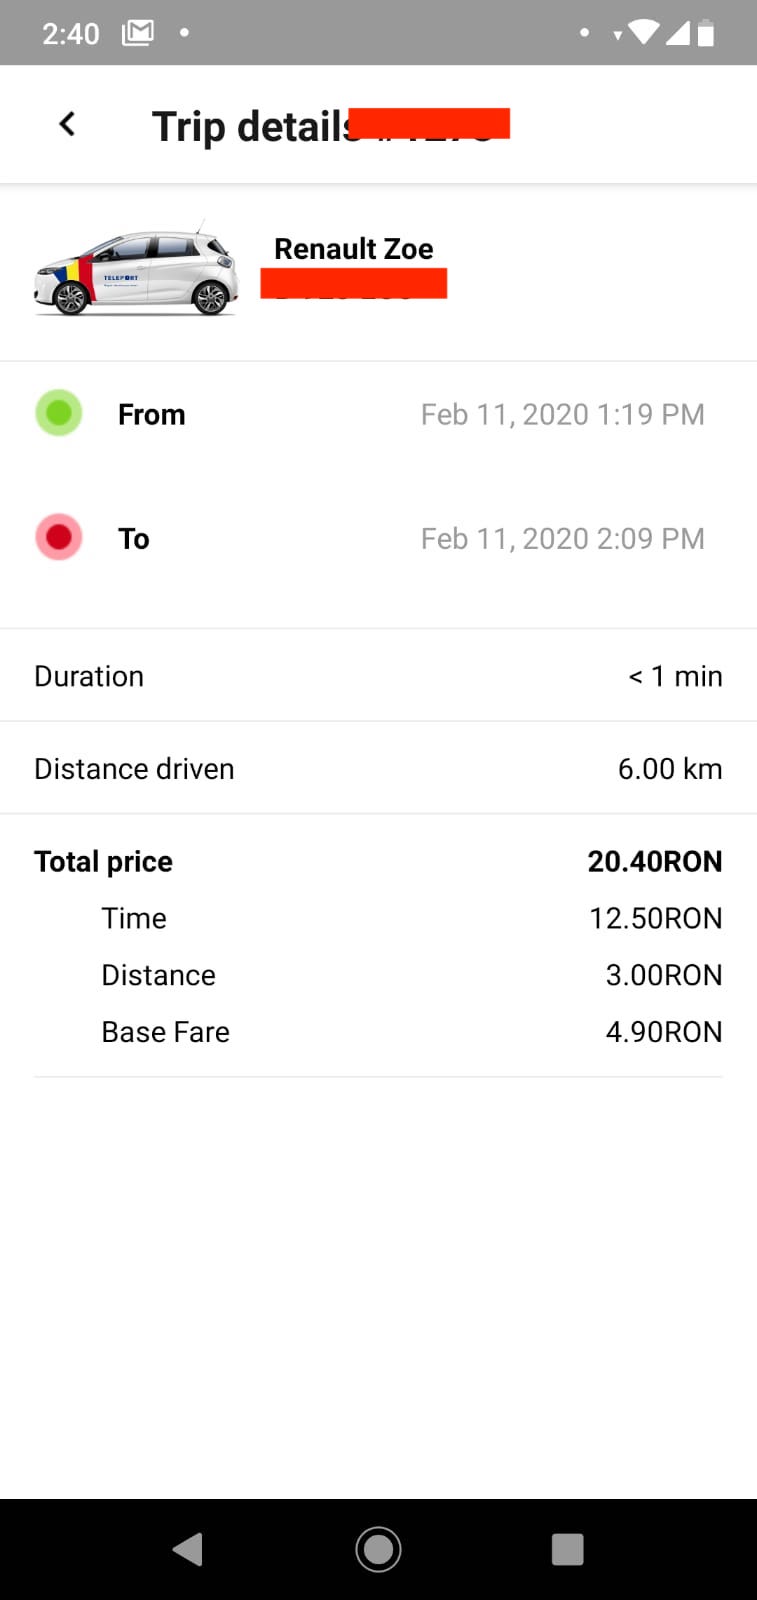 2:40
Trip details
Renault Zoe
TELEPORT
From Feb 11, 2020 1:19 PM
To Feb 11, 2020 2:09 PM
Duration < 1 min
Distance driven 6.00 km
Total price 20.40RON
Time 12.50RON
Distance 3.00RON
Base Fare 4.90RON